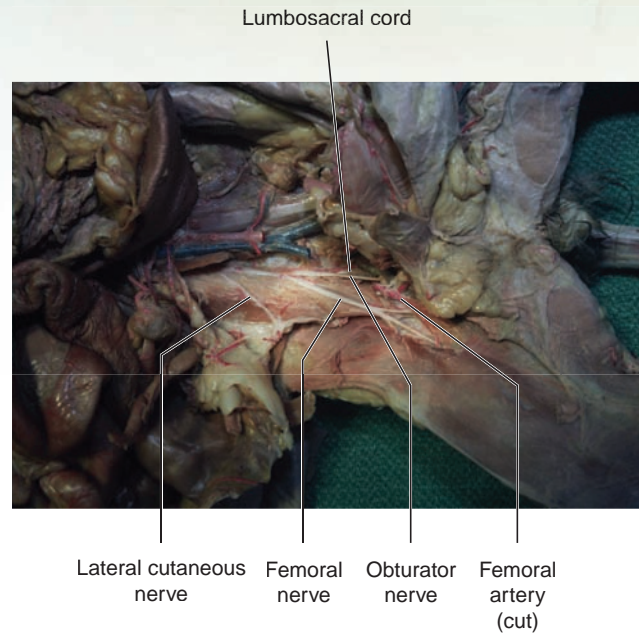 Lumbosacral cord
Lateral cutaneous
nerve
Femoral
nerve
Obturator
nerve
Femoral
artery
(cut)